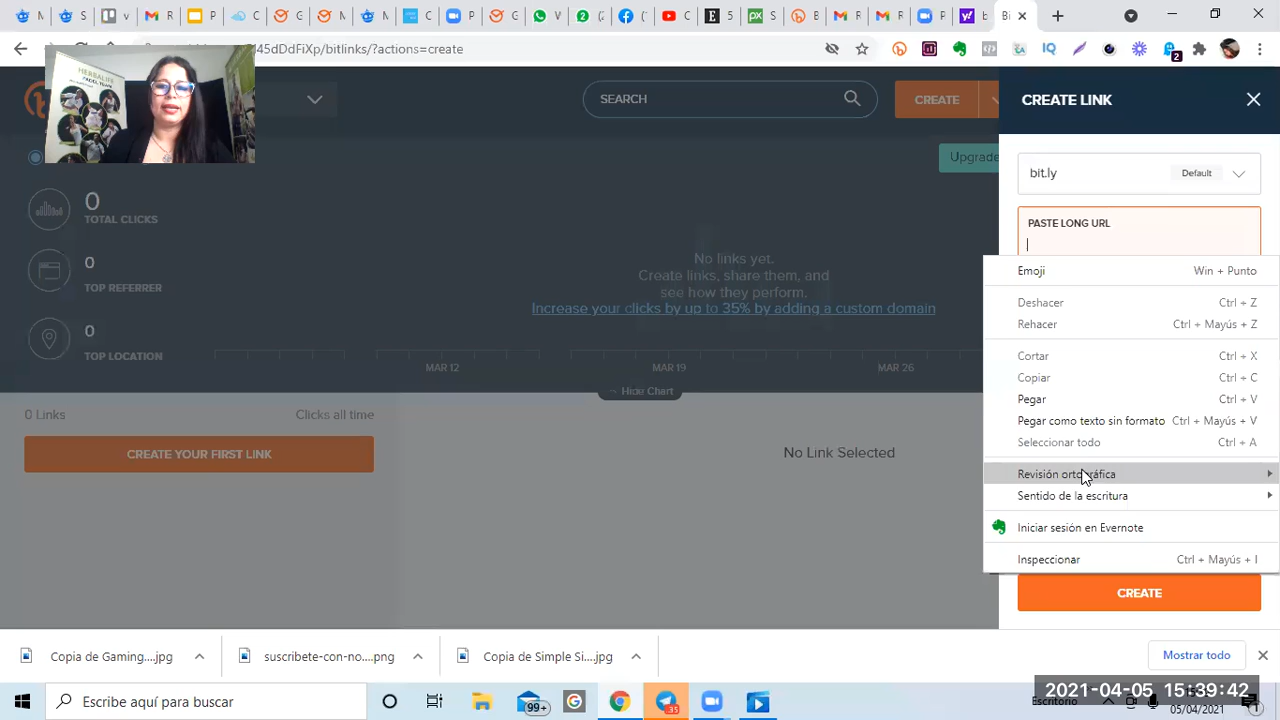 45dDdFiXp/bitlinks/?actions=create
2
HERBALIFE
SEARCH
CREATE
CREATE LINK
Upgrade
bit.ly Default
PASTE LONG URL
0
TOTAL CLICKS
0
TOP REFERRER
0
TOP LOCATION
No links yet.
Create links, share them, and
see how they perform.
Increase your clicks by up to 35% by adding a custom domain
MAR 12 MAR 19 MAR 26
Hide Chart
0 Links Clicks all time
CREATE YOUR FIRST LINK
No Link Selected
Emoji Win + Punto
Deshacer Ctrl + Z
Rehacer Ctrl + Mayús + Z
Cortar Ctrl + X
Copiar Ctrl + C
Pegar Ctrl + V
Pegar como texto sin formato Ctrl + Mayús + V
Seleccionar todo Ctrl + A
Revisión ortográfica
Sentido de la escritura
Iniciar sesión en Evernote
Inspeccionar Ctrl + Mayús + I
CREATE
Copia de Gaming....jpg
suscribete-con-no....png
Copia de Simple Si....jpg
Mostrar todo
Escribe aquí para buscar
99+
35
2021-04-05 15:39:42
Escritorio
05/04/2021